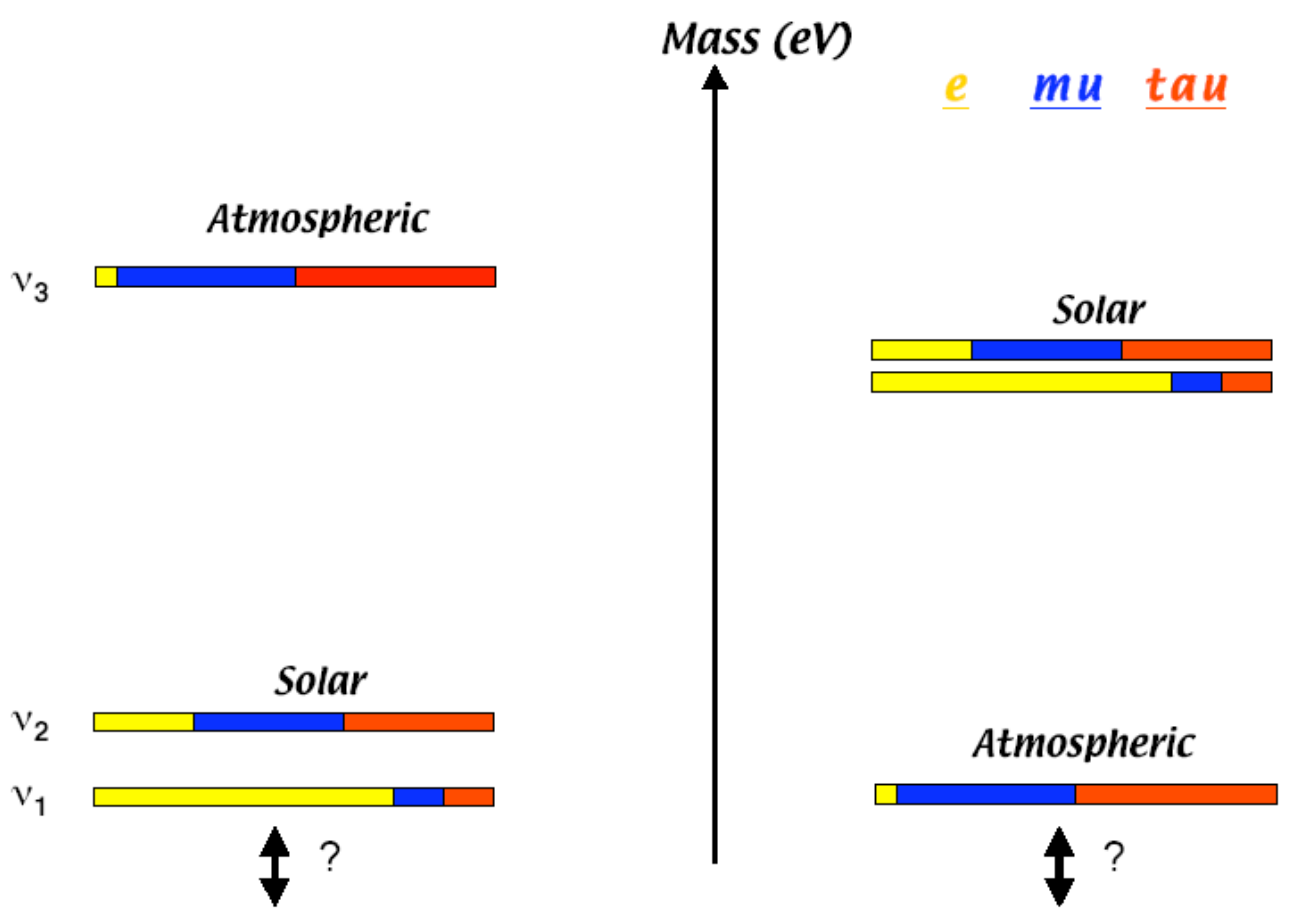 Mass (eV)
e mu tau
Atmospheric
ν3
Solar
Solar
ν2
Atmospheric
ν1
?
?